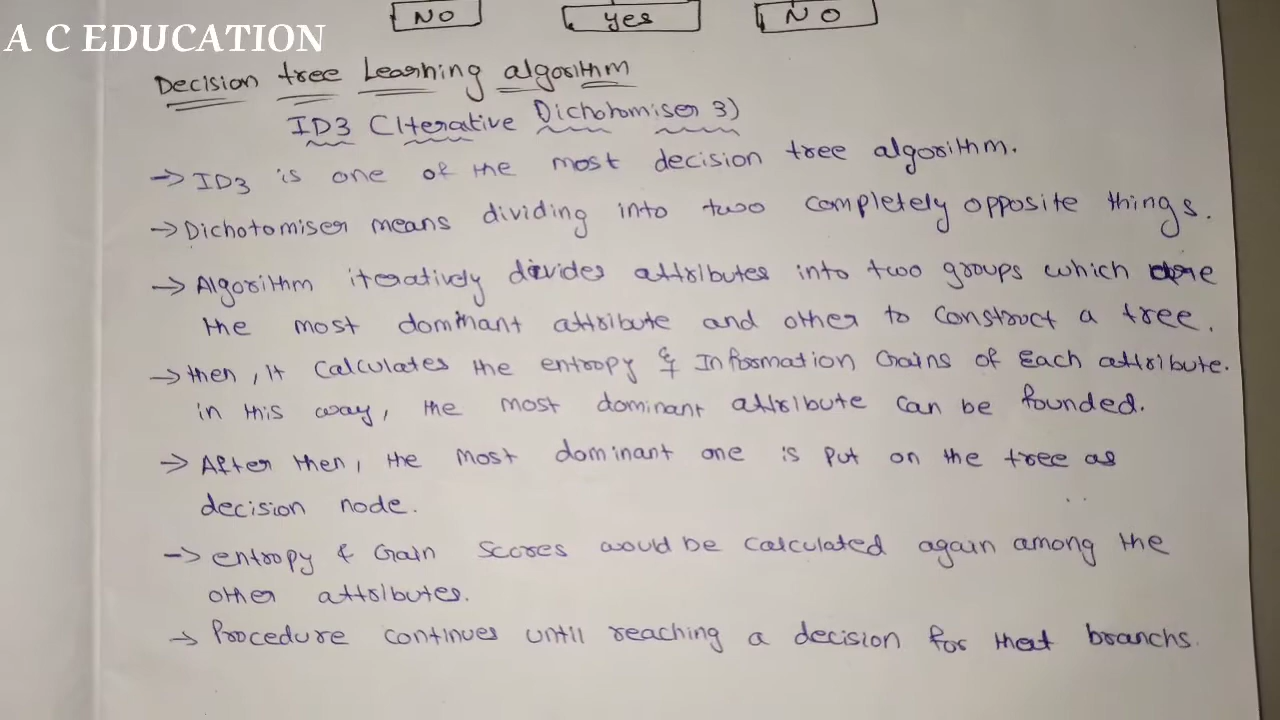 No yes NO
A C EDUCATION
Decision tree Learning algorithm
ID3 (Iterative Dichotomiser 3)
→ ID3 is one of the most decision tree algorithm.
→ Dichotomiser means dividing into two completely opposite things.
→ Algorithm iteratively divides attributes into two groups which are
the most dominant attribute and other to construct a tree.
→ then, it calculates the entropy & Information Gains of Each attribute.
in this way, the most dominant attribute can be founded.
→ After then, the most dominant one is put on the tree as
decision node.
→ entropy & Gain scores would be calculated again among the
other attributes.
→ Procedure continues until reaching a decision for that branchs.